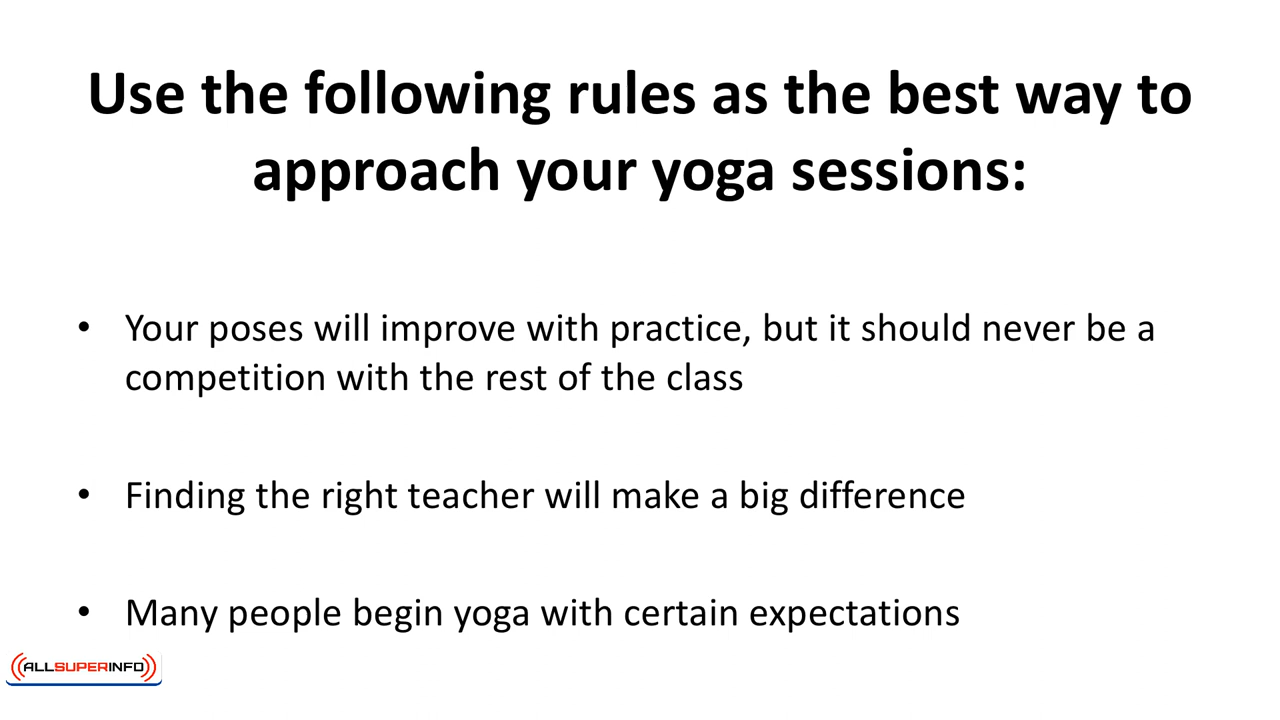 Use the following rules as the best way to
approach your yoga sessions:
• Your poses will improve with practice, but it should never be a
competition with the rest of the class
• Finding the right teacher will make a big difference
• Many people begin yoga with certain expectations
ALLSUPERINFO